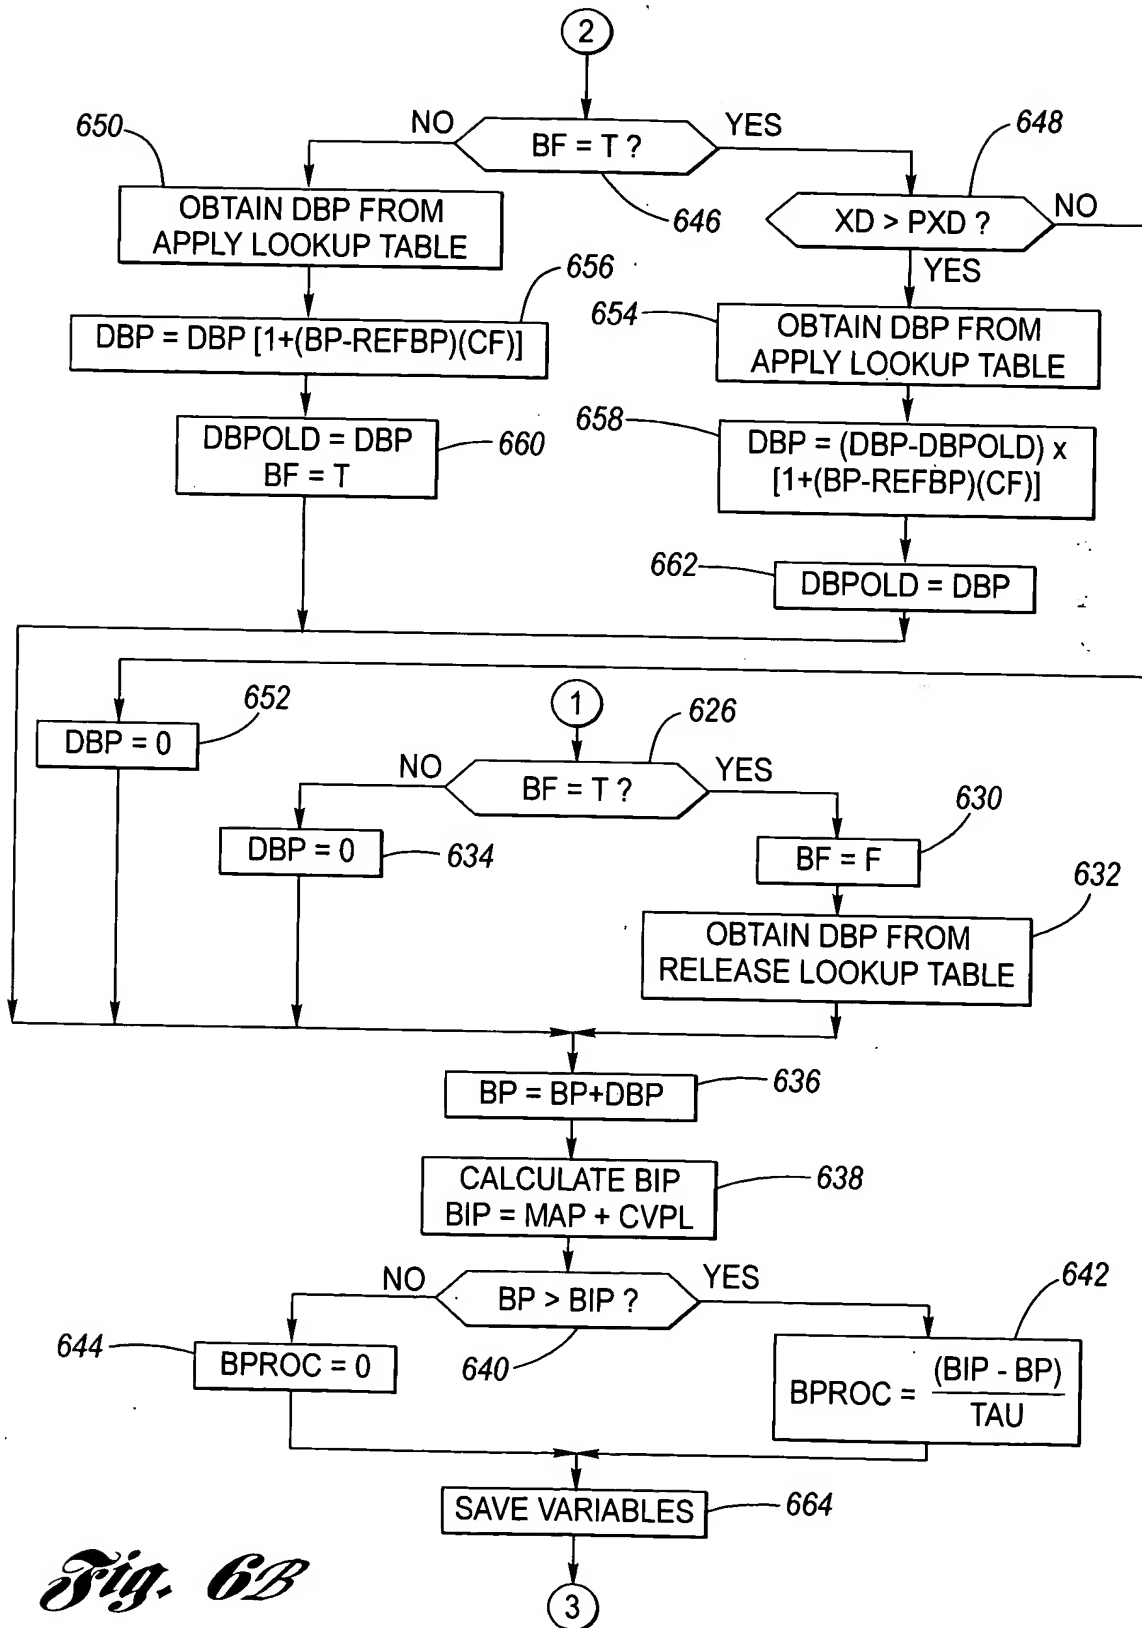 2
650
NO
BF = T ?
YES
648
646
OBTAIN DBP FROM
APPLY LOOKUP TABLE
XD > PXD ?
NO
YES
656
DBP = DBP [1+(BP-REFBP)(CF)]
654
OBTAIN DBP FROM
APPLY LOOKUP TABLE
DBPOLD = DBP
BF = T
660
658
DBP = (DBP-DBPOLD) x
[1+(BP-REFBP)(CF)]
662
DBPOLD = DBP
652
DBP = 0
1
626
NO
BF = T ?
YES
DBP = 0
634
630
BF = F
632
OBTAIN DBP FROM
RELEASE LOOKUP TABLE
BP = BP+DBP
636
CALCULATE BIP
BIP = MAP + CVPL
638
NO
BP > BIP ?
YES
640
642
644
BPROC = 0
BPROC = (BIP - BP)
TAU
SAVE VARIABLES
664
3
Fig. 6B